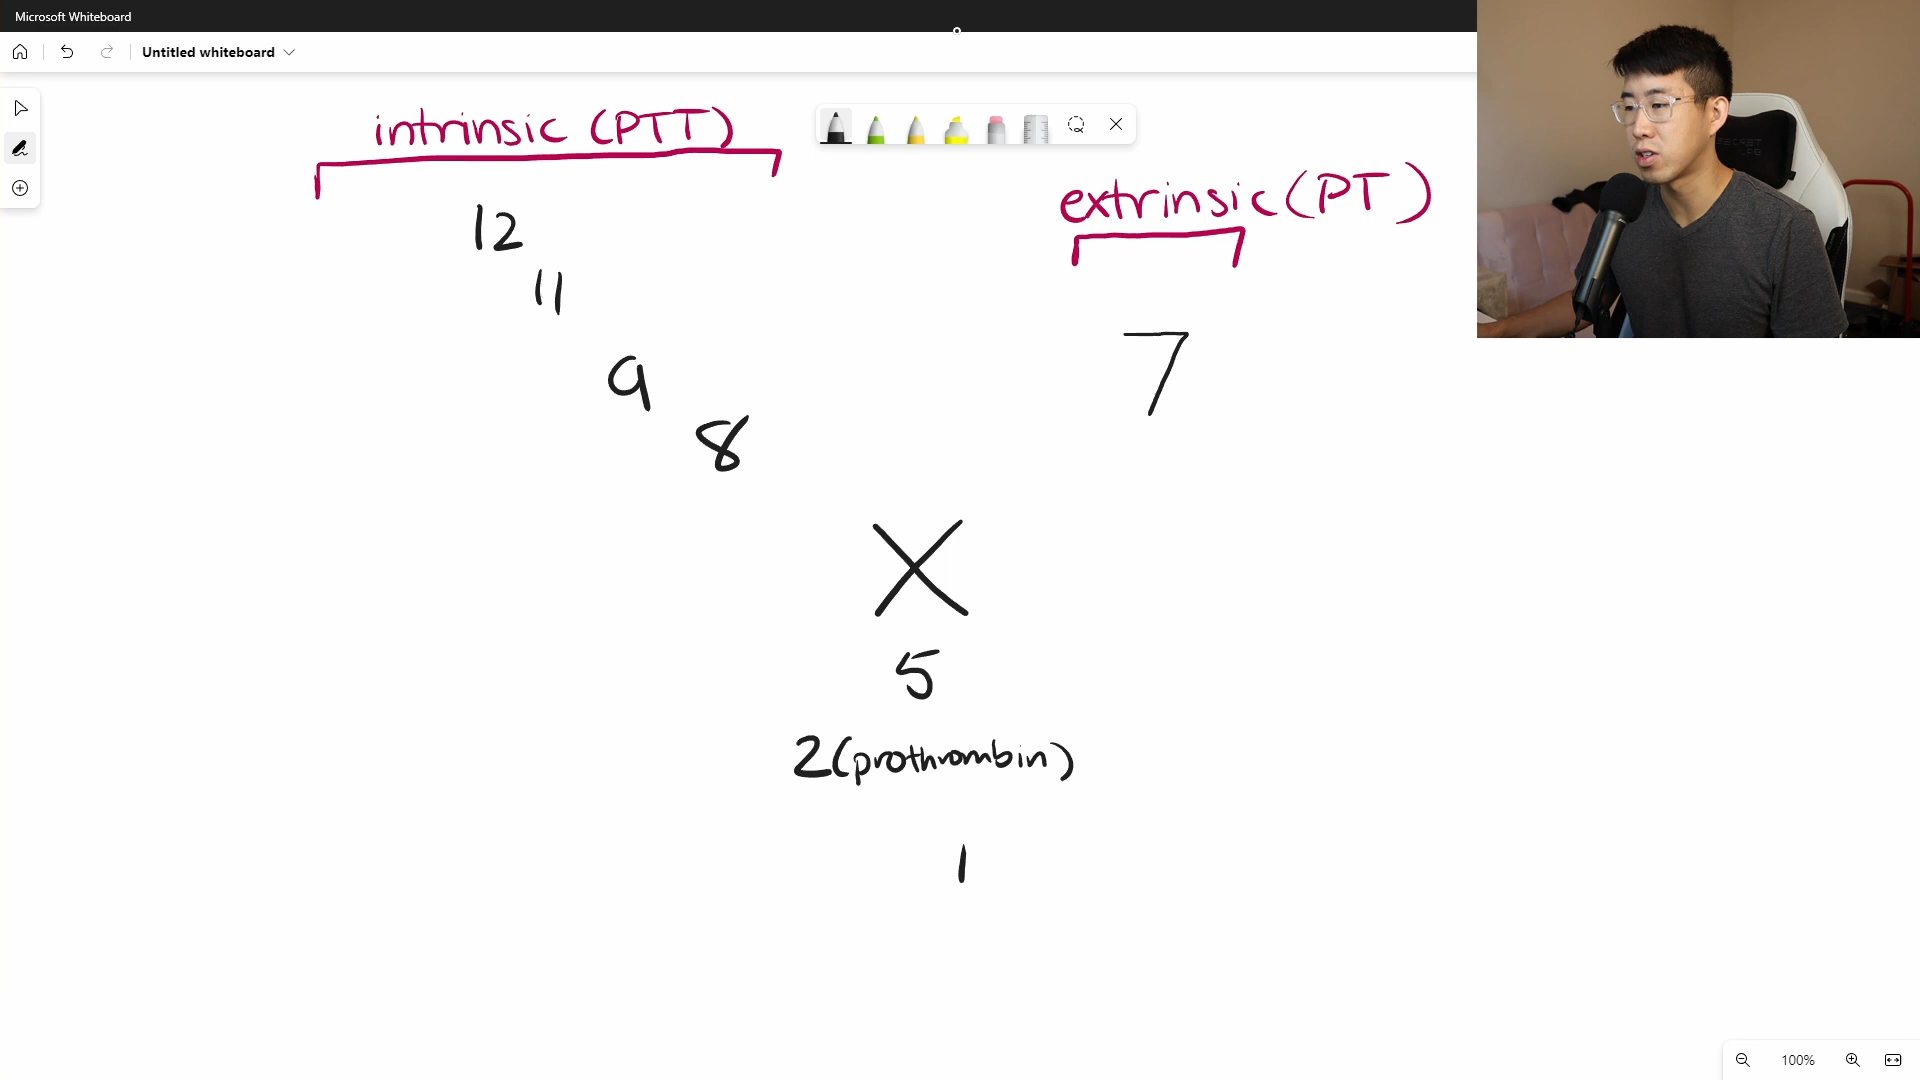 Microsoft Whiteboard
Untitled whiteboard
intrinsic (PTT)
extrinsic (PT)
12
11
9
7
8
X
5
2 (prothrombin)
1
100%